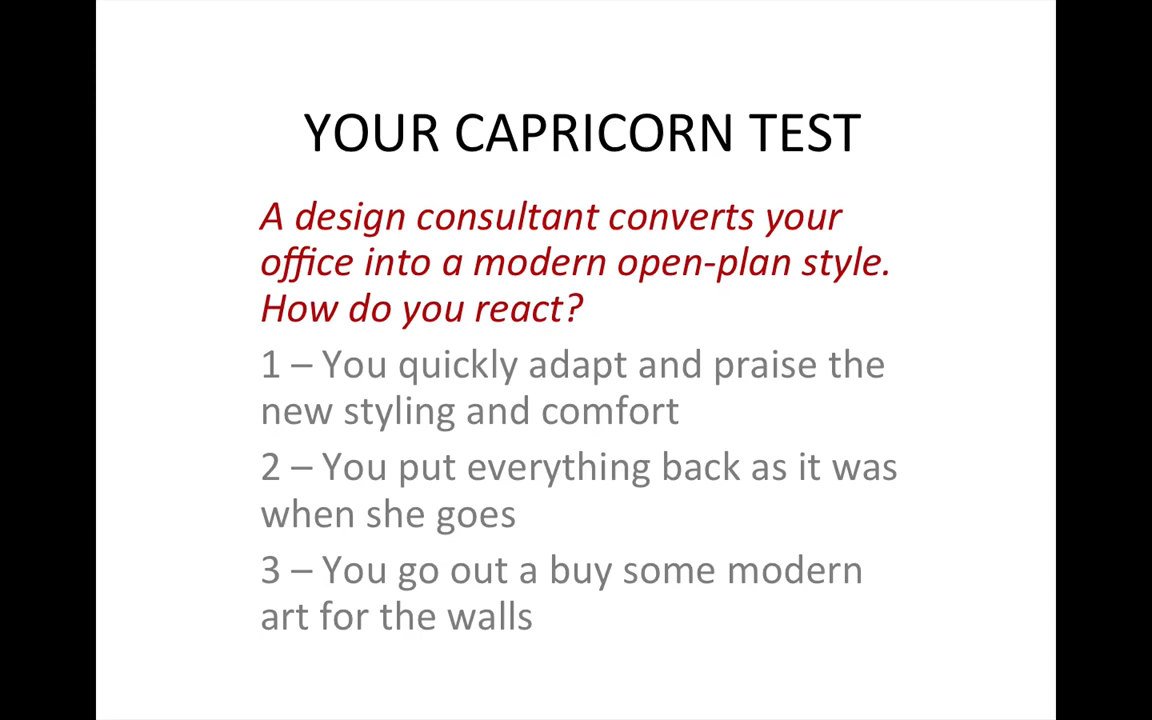 YOUR CAPRICORN TEST
A design consultant converts your
office into a modern open-plan style.
How do you react?
1 – You quickly adapt and praise the
new styling and comfort
2 – You put everything back as it was
when she goes
3 – You go out a buy some modern
art for the walls